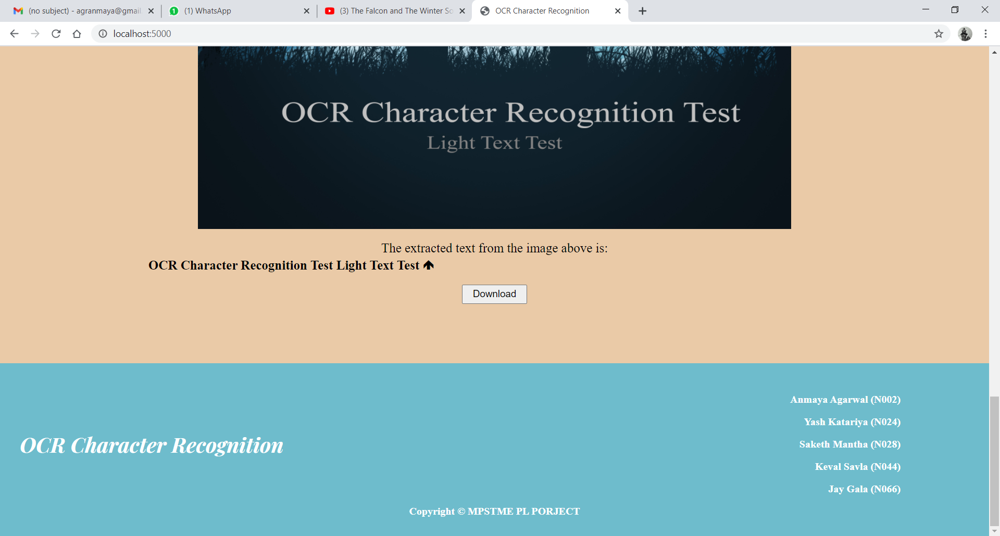 (no subject) - agranmaya@gmail.
(1) WhatsApp
(3) The Falcon and The Winter So
OCR Character Recognition
localhost:5000
OCR Character Recognition Test
Light Text Test
The extracted text from the image above is:
OCR Character Recognition Test Light Text Test 🡅
Download
Anmaya Agarwal (N002)
Yash Katariya (N024)
OCR Character Recognition
Saketh Mantha (N028)
Keval Savla (N044)
Jay Gala (N066)
Copyright © MPSTME PL PORJECT